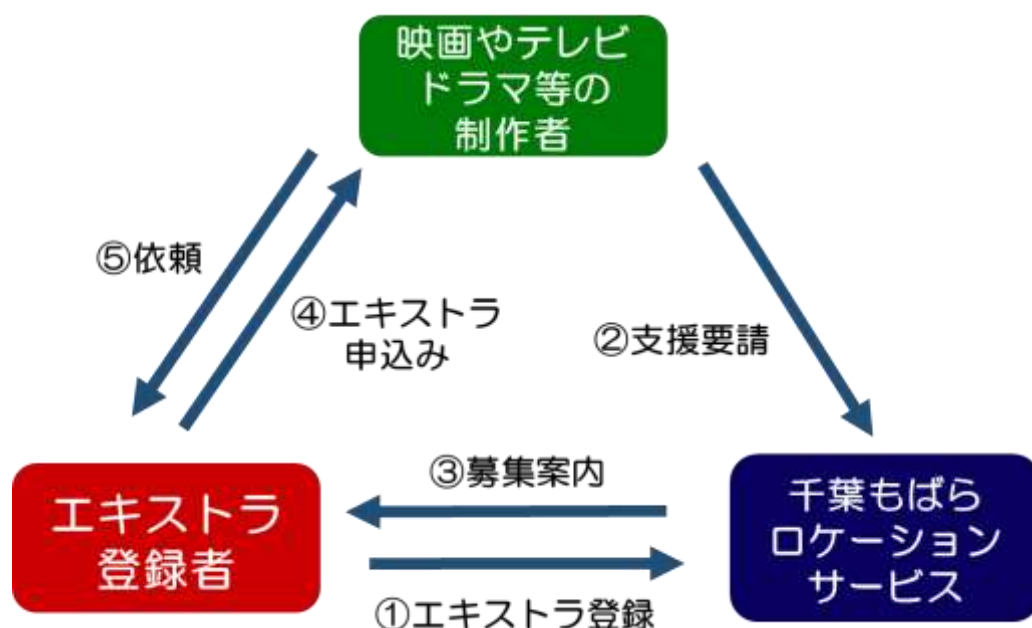 映画やテレビ
ドラマ等の
制作者
⑤依頼
④エキストラ
申込み
②支援要請
③募集案内
エキストラ
登録者
千葉もばら
ロケーション
サービス
①エキストラ登録